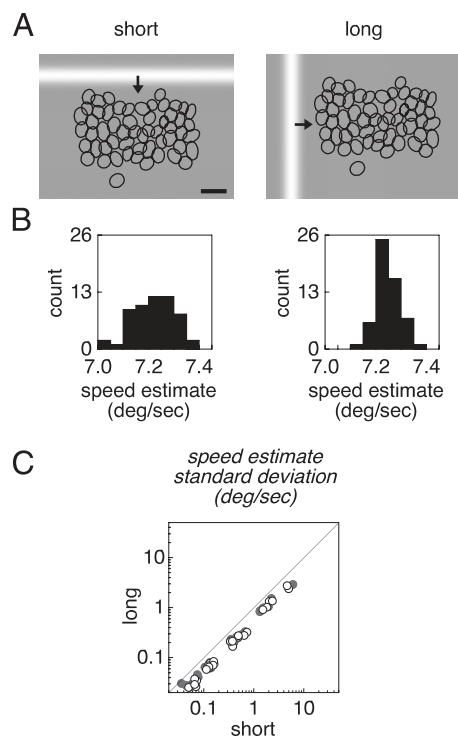 A
short
long
B
26
13
0
count
7.0
7.2
7.4
speed estimate
(deg/sec)
26
13
0
count
7.0
7.2
7.4
speed estimate
(deg/sec)
C
speed estimate
standard deviation
(deg/sec)
10
1
0.1
long
0.1
1
10
short